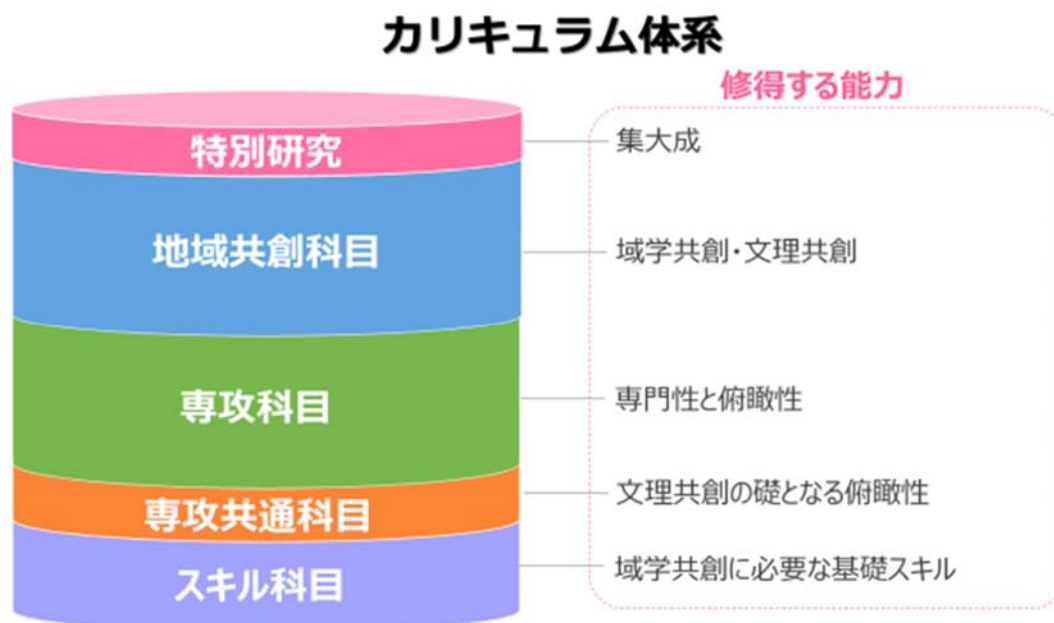 カリキュラム体系
修得する能力
特別研究
集大成
地域共創科目
域学共創・文理共創
専攻科目
専門性と俯瞰性
専攻共通科目
文理共創の礎となる俯瞰性
スキル科目
域学共創に必要な基礎スキル